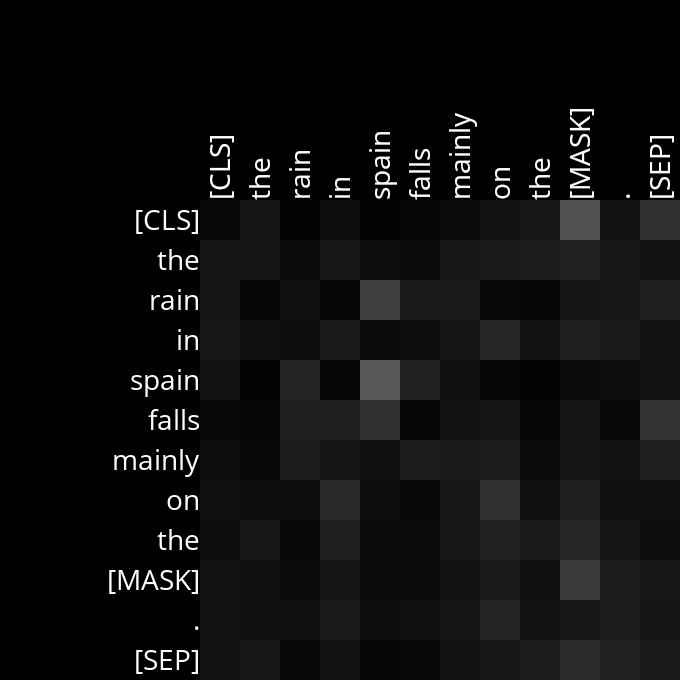 [CLS] the rain in spain falls mainly on the [MASK] . [SEP]
[CLS]
the
rain
in
spain
falls
mainly
on
the
[MASK]
.
[SEP]